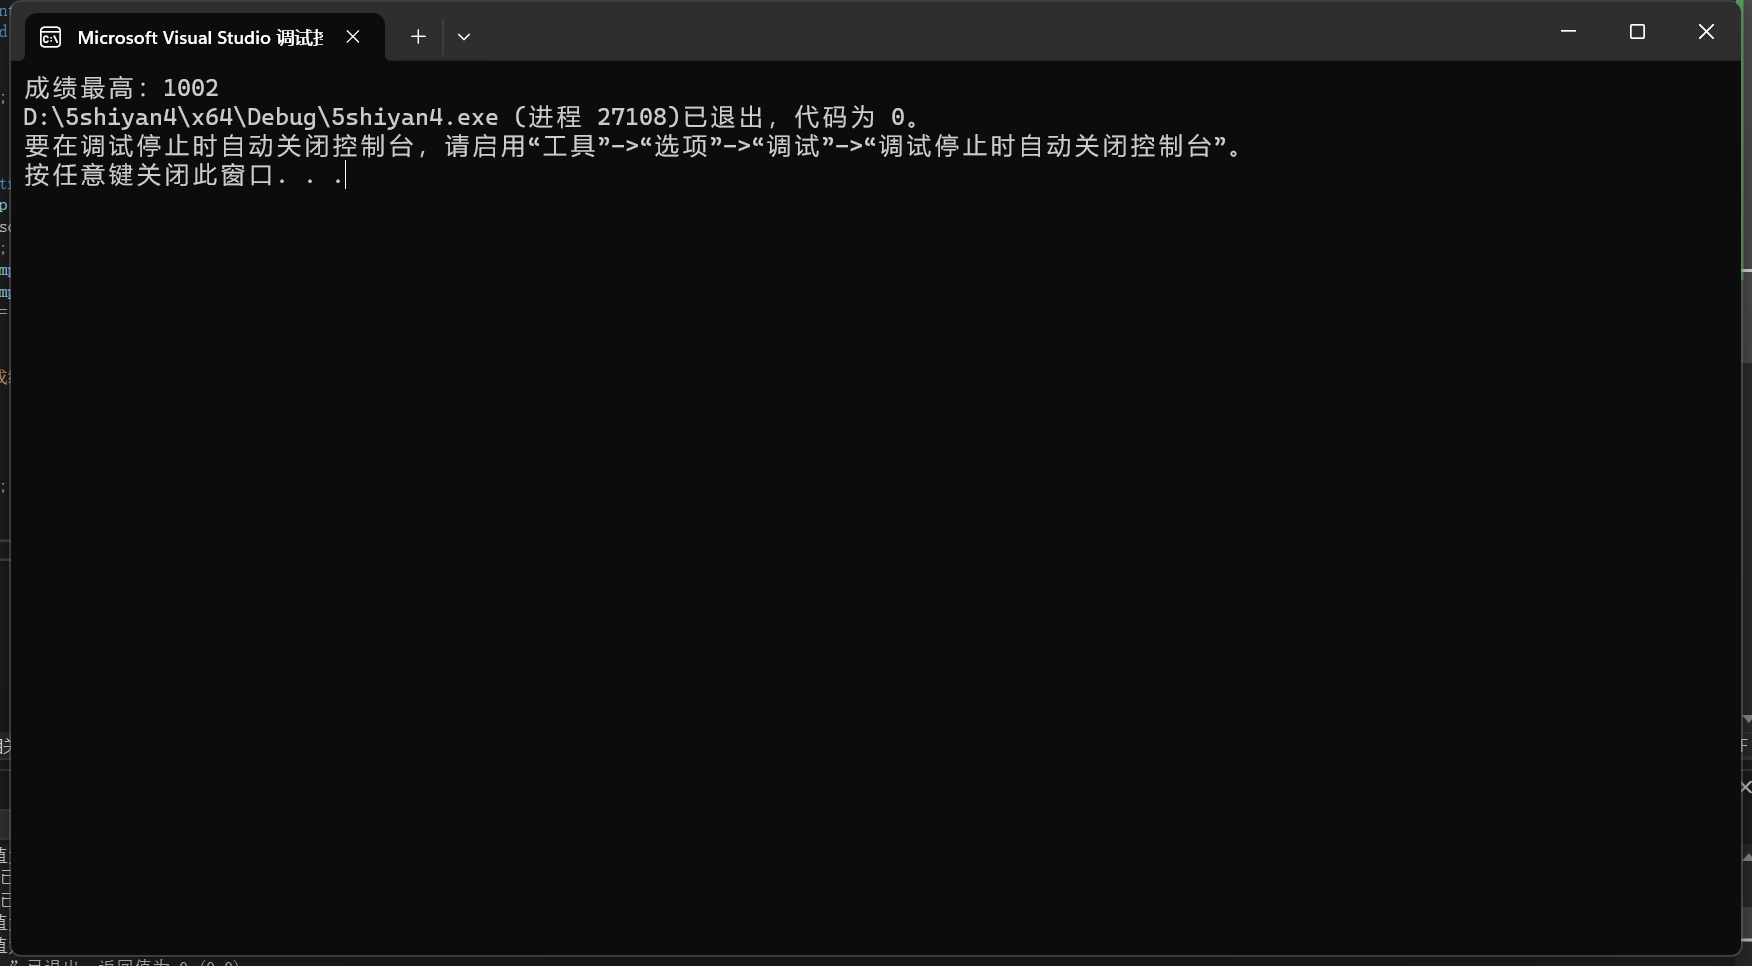 Microsoft Visual Studio 调试
成绩最高：1002
D:\5shiyan4\x64\Debug\5shiyan4.exe (进程 27108)已退出，代码为 0。
要在调试停止时自动关闭控制台，请启用“工具”->“选项”->“调试”->“调试停止时自动关闭控制台”。
按任意键关闭此窗口. . .